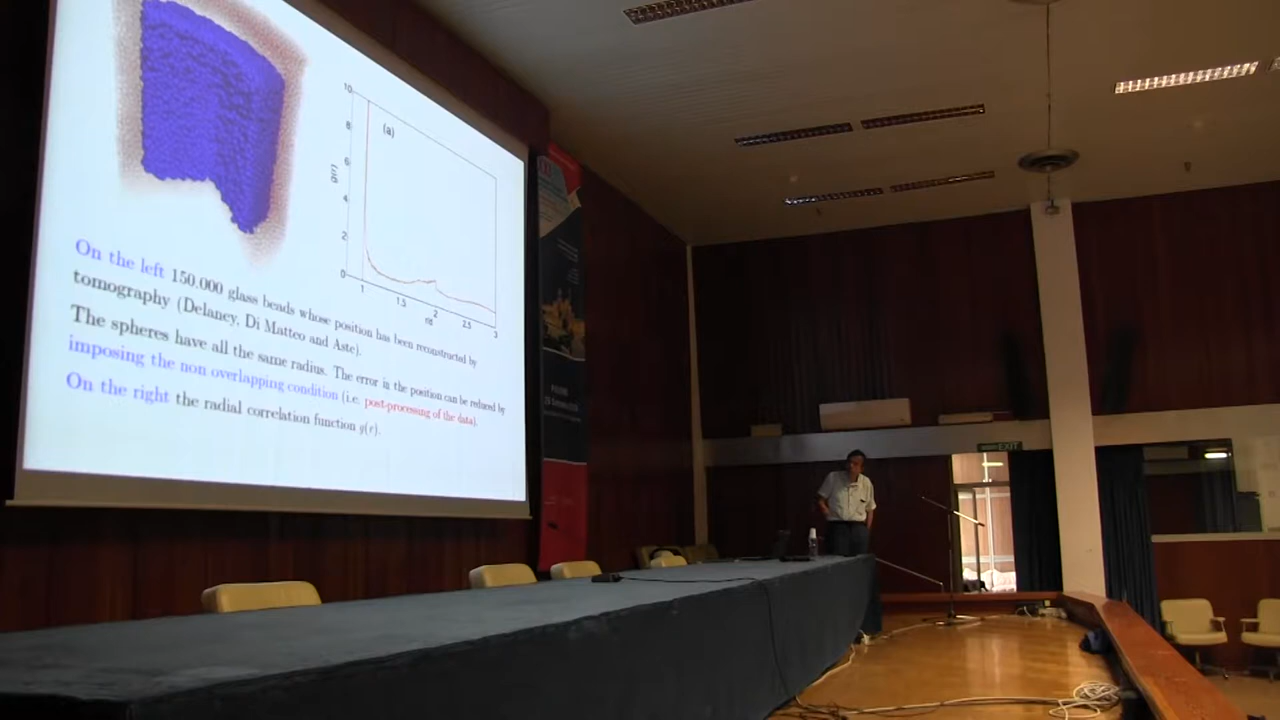 10
(a)
8
6
g(r)
4
2
0
1
1.5
2
2.5
3
r/d
On the left 150.000 glass beads whose position has been reconstructed by
tomography (Delaney, Di Matteo and Aste).
The spheres have all the same radius. The error in the position can be reduced by
imposing the non overlapping condition (i.e. post-processing of the data).
On the right the radial correlation function g(r).
EXIT